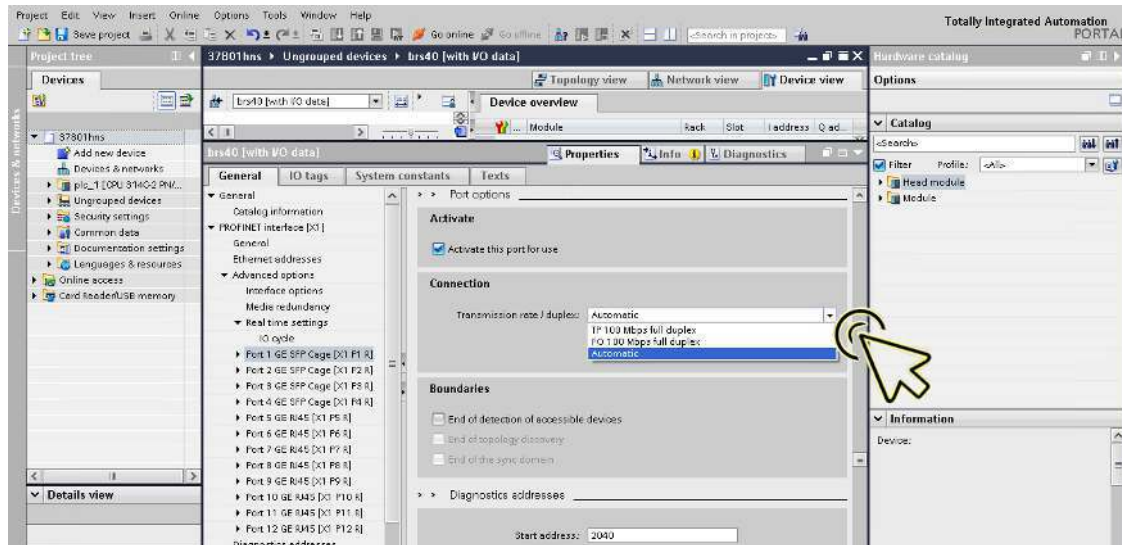 Project Edit View Insert Online Options Tools Window Help
Totally Integrated Automation
PORTAL
Save project
Go online
Go offline
<Search in project>
Project tree
37801hns Ungrouped devices brs40 [with I/O data]
Hardware catalog
Devices
Topology view
Network view
Device view
Options
Devices & networks
brs40 [with I/O data]
Device overview
... Module Rack Slot I address Q ad...
Catalog
<Search>
Filter Profile: <All>
Head module
Module
37801hns
Add new device
Devices & networks
plc_1 [CPU 314C-2 PN/...
Ungrouped devices
Security settings
Common data
Documentation settings
Languages & resources
Online access
Card Reader/USB memory
brs40 [with I/O data]
Properties
Info
Diagnostics
General
IO tags
System constants
Texts
General
Catalog information
PROFINET interface [X1]
General
Ethernet addresses
Advanced options
Interface options
Media redundancy
Real time settings
IO cycle
Port 1 GE SFP Cage [X1 P1 R]
Port 2 GE SFP Cage [X1 P2 R]
Port 3 GE SFP Cage [X1 P3 R]
Port 4 GE SFP Cage [X1 P4 R]
Port 5 GE RJ45 [X1 P5 R]
Port 6 GE RJ45 [X1 P6 R]
Port 7 GE RJ45 [X1 P7 R]
Port 8 GE RJ45 [X1 P8 R]
Port 9 GE RJ45 [X1 P9 R]
Port 10 GE RJ45 [X1 P10 R]
Port 11 GE RJ45 [X1 P11 R]
Port 12 GE RJ45 [X1 P12 R]
Diagnostics addresses
> > Port options
Activate
Activate this port for use
Connection
Transmission rate / duplex: Automatic
TP 100 Mbps full duplex
FO 100 Mbps full duplex
Automatic
Boundaries
End of detection of accessible devices
End of topology discovery
End of the sync domain
> > Diagnostics addresses
Start address: 2040
Information
Device:
Details view